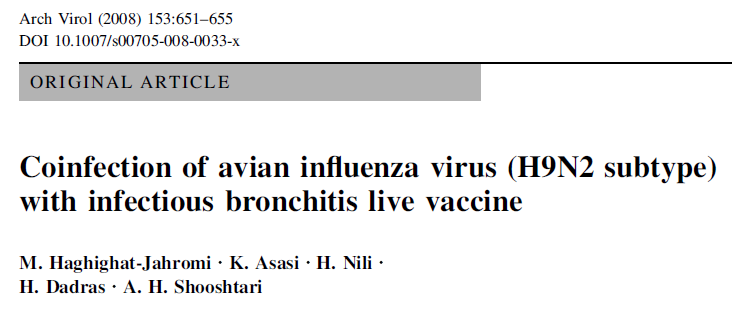 Arch Virol (2008) 153:651–655
DOI 10.1007/s00705-008-0033-x
ORIGINAL ARTICLE
Coinfection of avian influenza virus (H9N2 subtype)
with infectious bronchitis live vaccine
M. Haghighat-Jahromi · K. Asasi · H. Nili ·
H. Dadras · A. H. Shooshtari